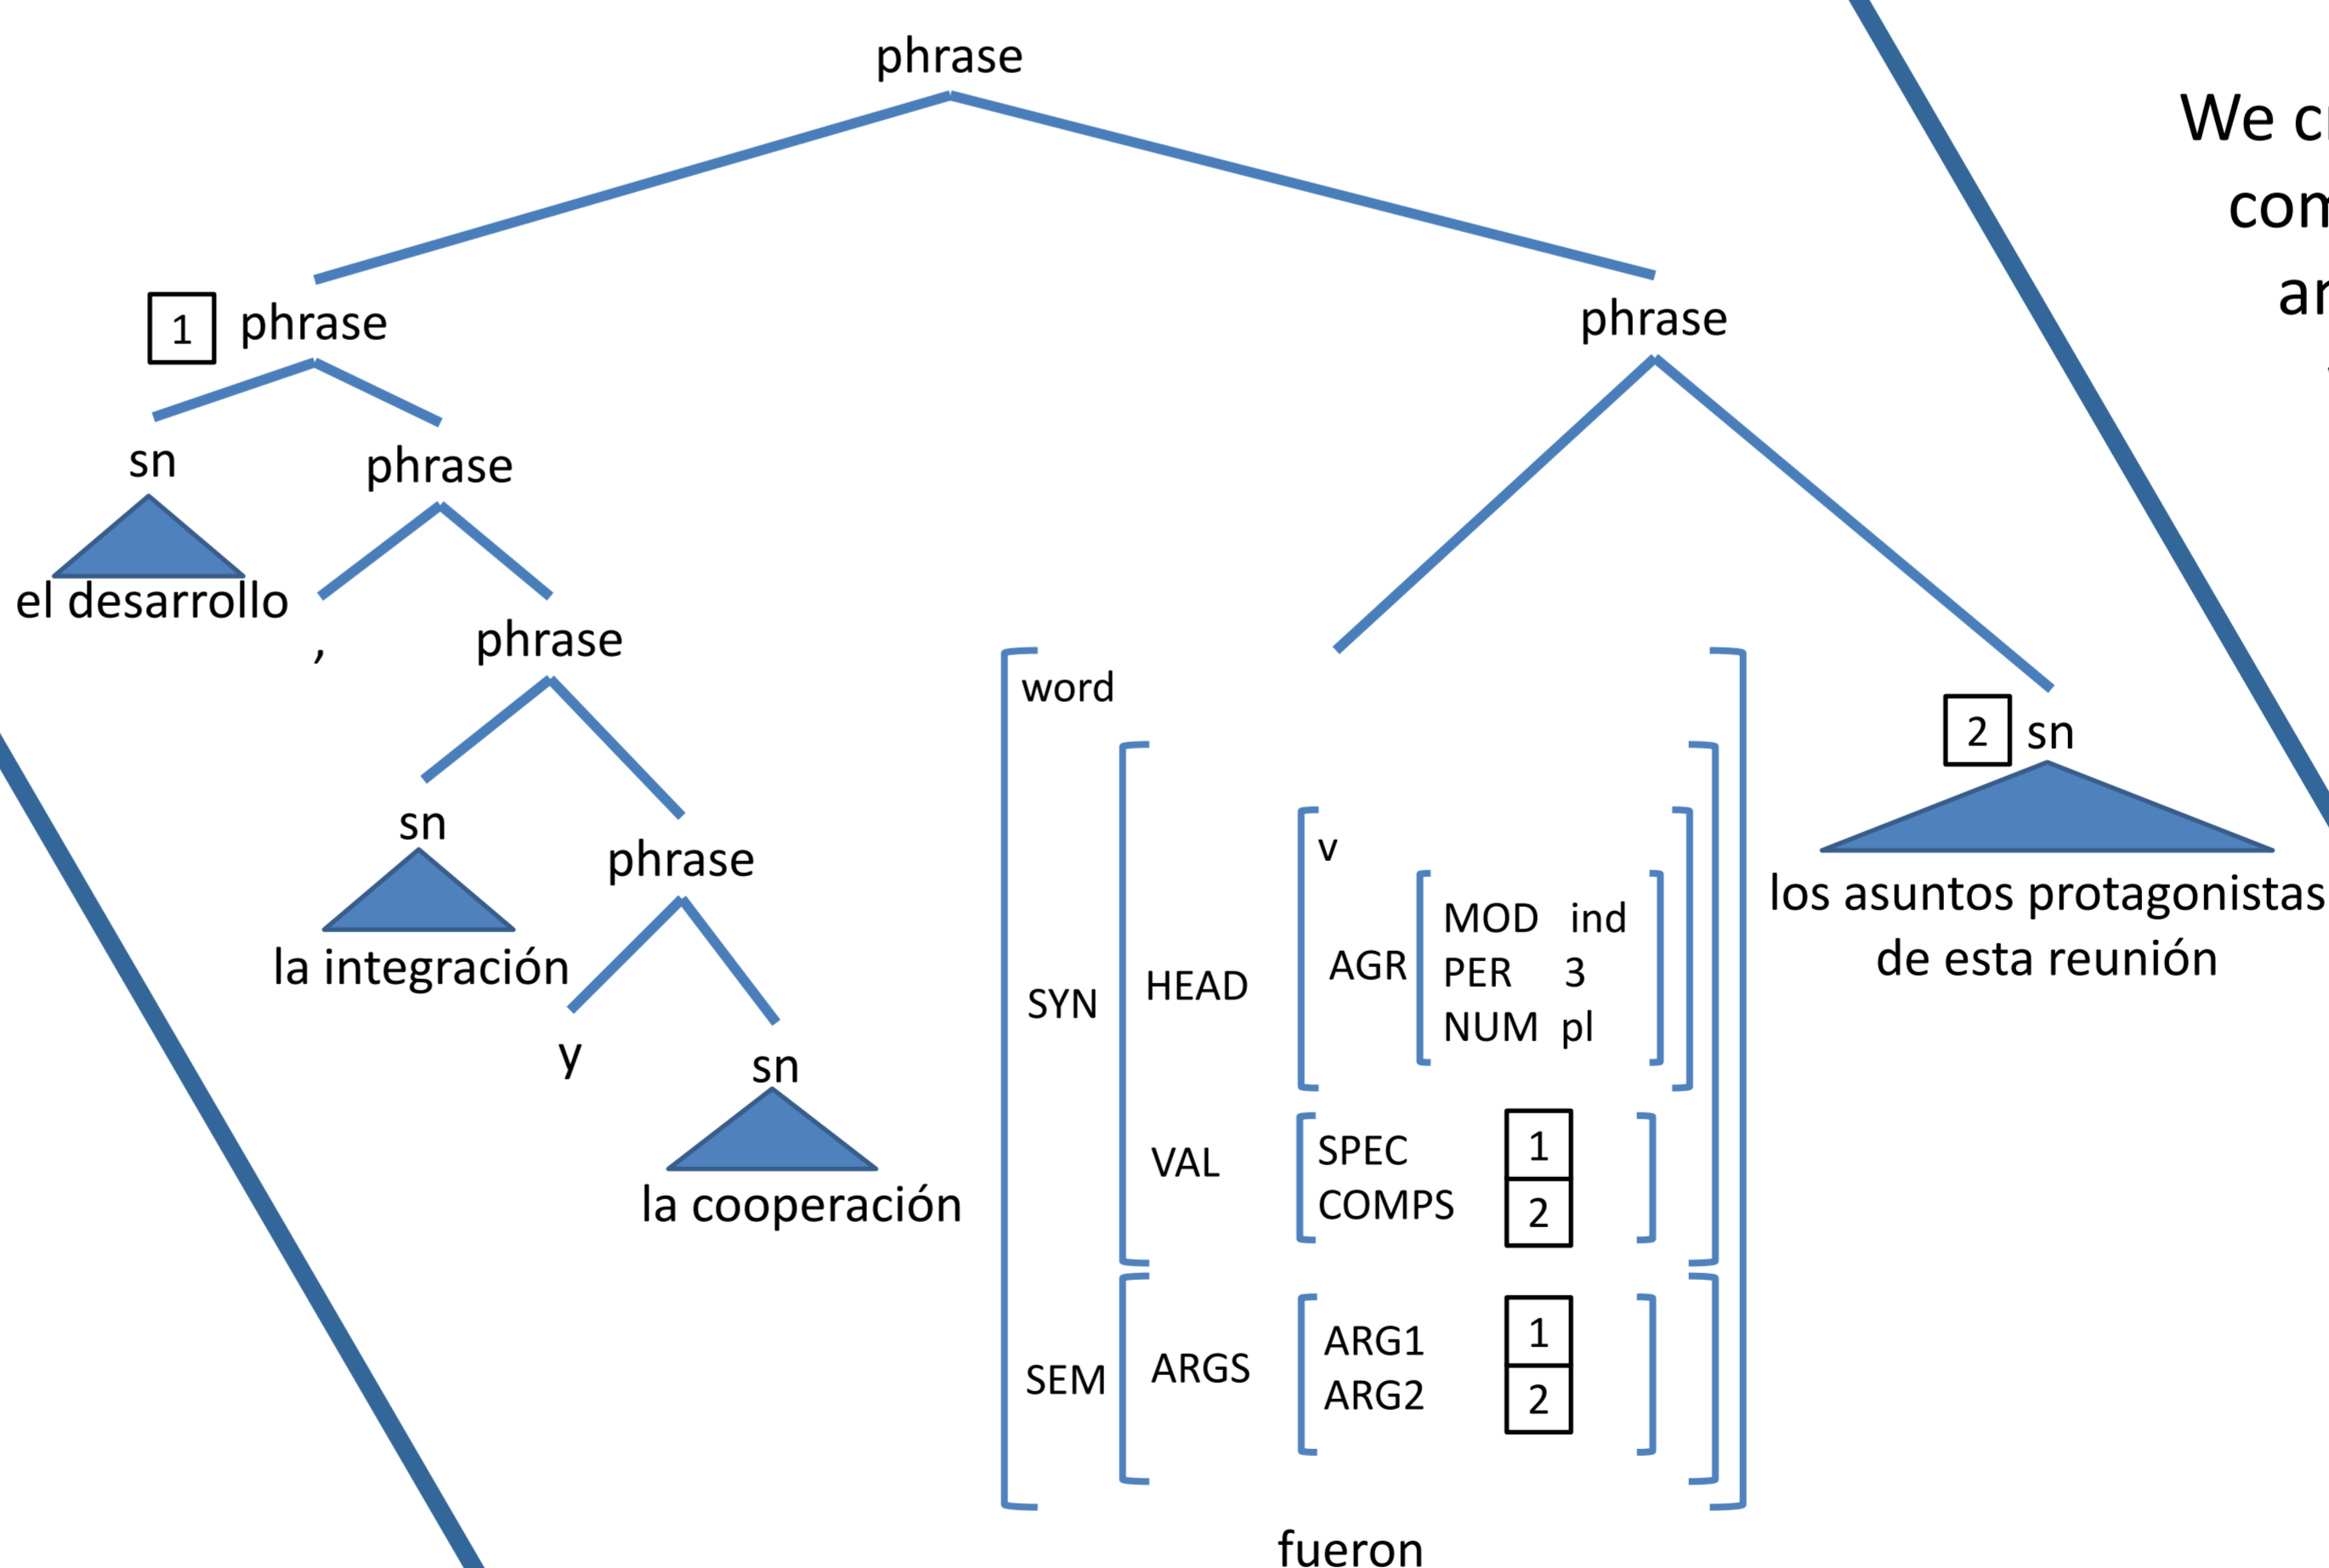 phrase
We
1 phrase
phrase
sn
phrase
el desarrollo
,
phrase
sn
phrase
la integración
y
sn
la cooperación
word
SYN
HEAD
v
AGR
MOD ind
PER 3
NUM pl
VAL
SPEC 1
COMPS 2
SEM
ARGS
ARG1 1
ARG2 2
fueron
2 sn
los asuntos protagonistas
de esta reunión